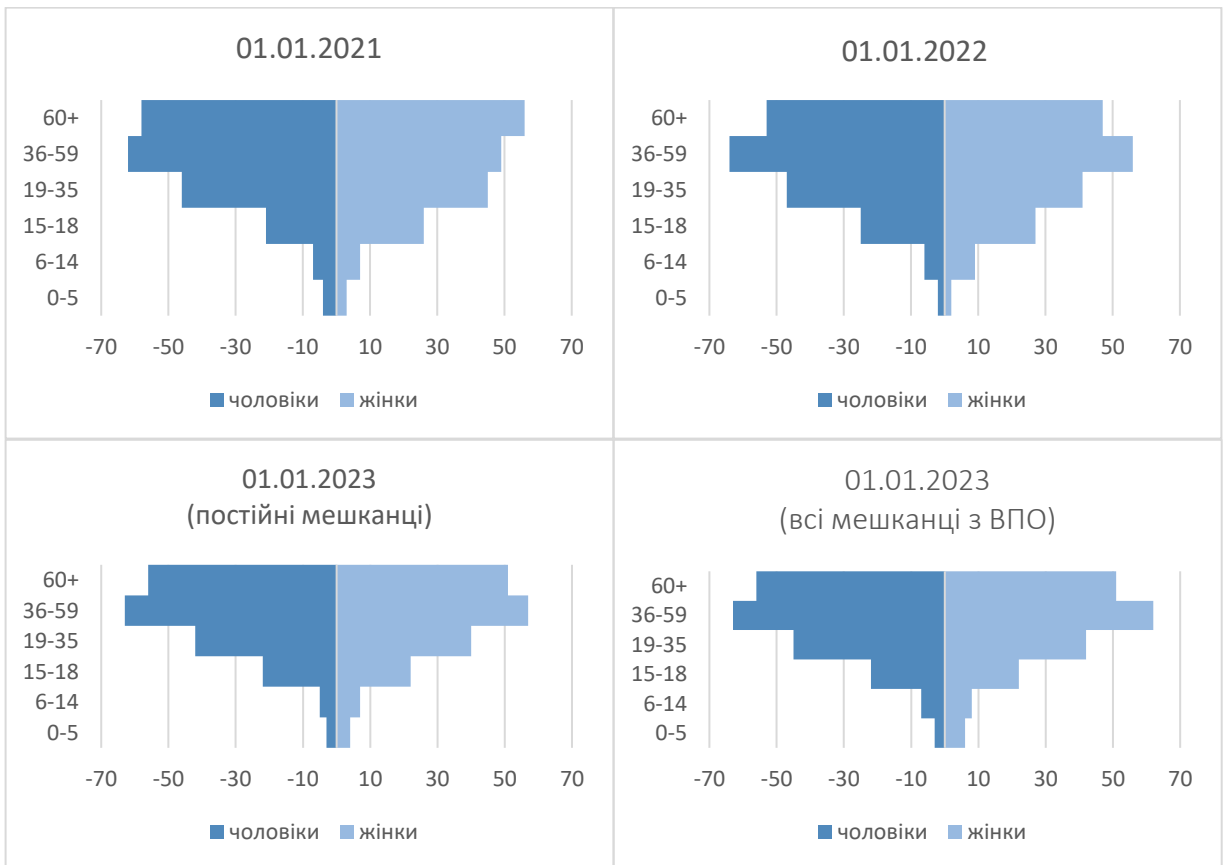 01.01.2021
60+
36-59
19-35
15-18
6-14
0-5
-70 -50 -30 -10 10 30 50 70
чоловіки жінки
01.01.2022
60+
36-59
19-35
15-18
6-14
0-5
-70 -50 -30 -10 10 30 50 70
чоловіки жінки
01.01.2023
(постійні мешканці)
60+
36-59
19-35
15-18
6-14
0-5
-70 -50 -30 -10 10 30 50 70
чоловіки жінки
01.01.2023
(всі мешканці з ВПО)
60+
36-59
19-35
15-18
6-14
0-5
-70 -50 -30 -10 10 30 50 70
чоловіки жінки